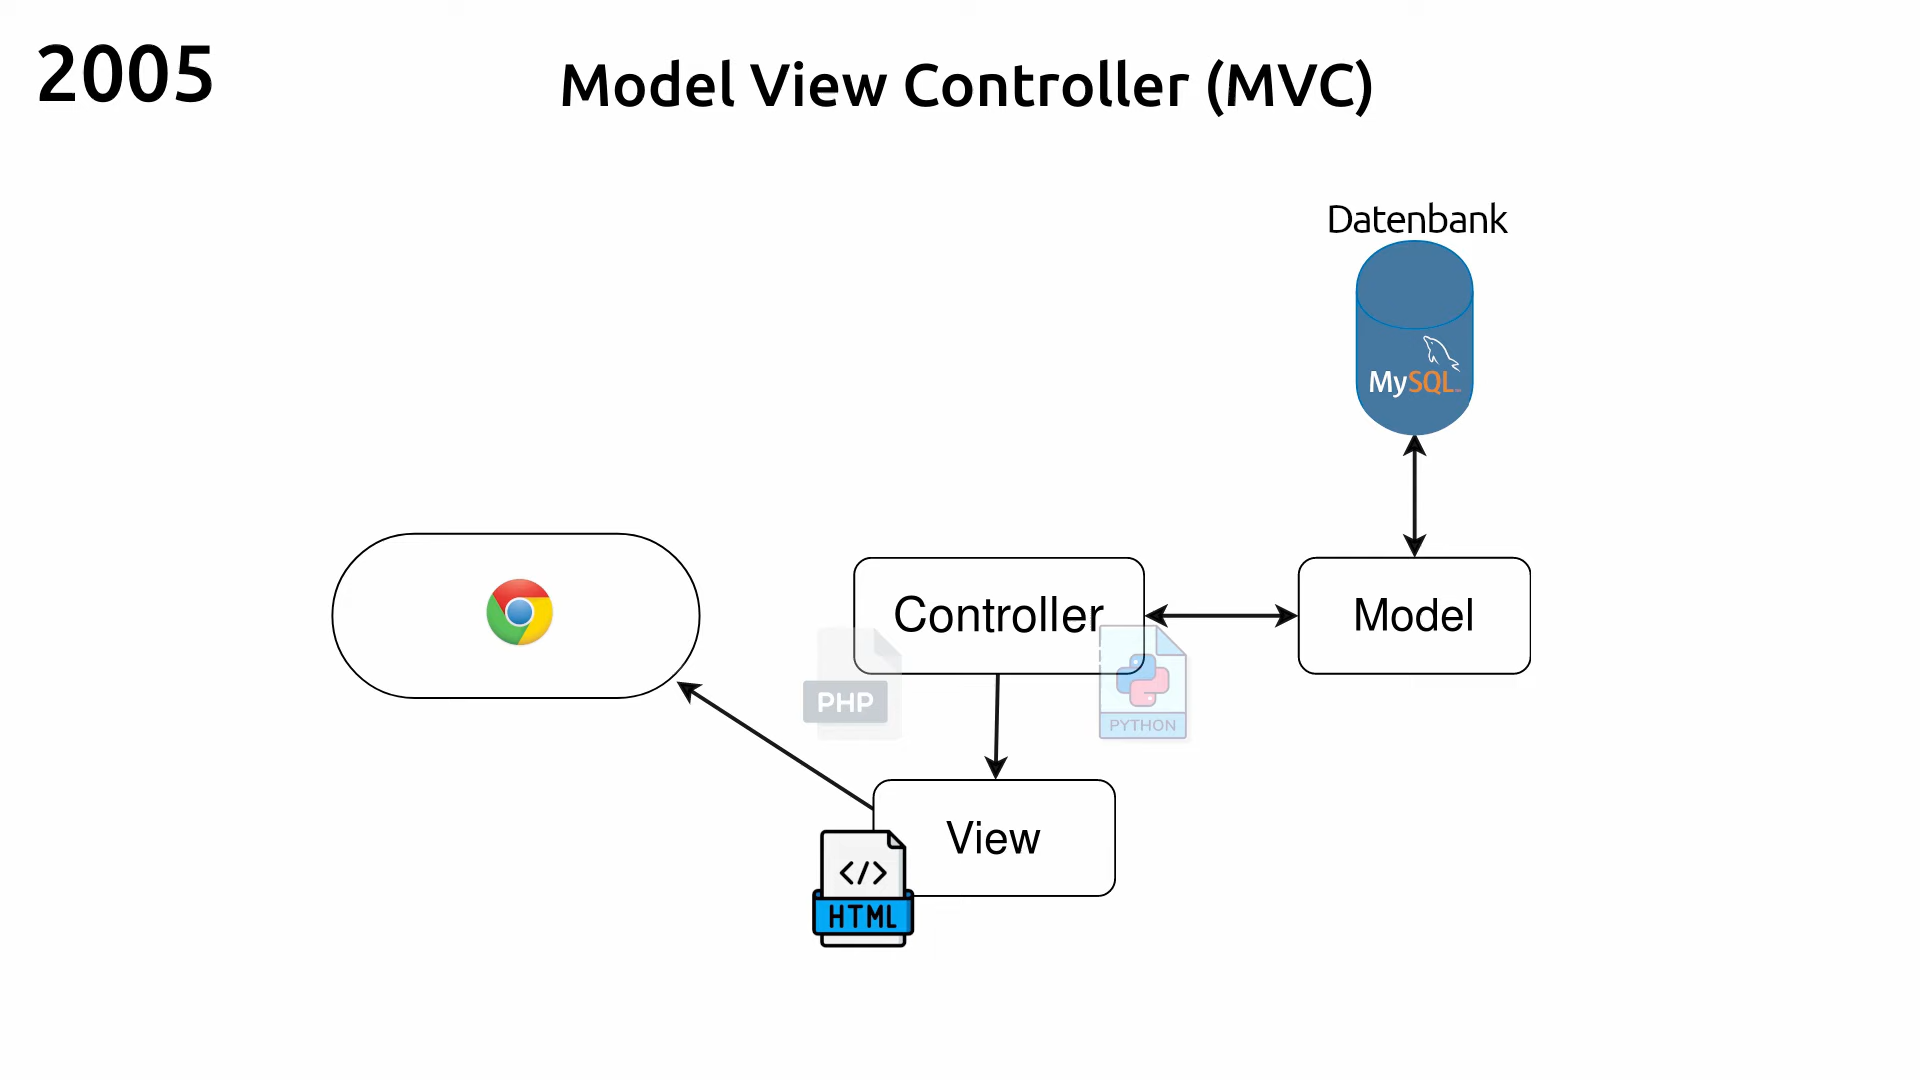 2005
Model View Controller (MVC)
Datenbank
MySQL
Controller
Model
PHP
PYTHON
View
</>
HTML